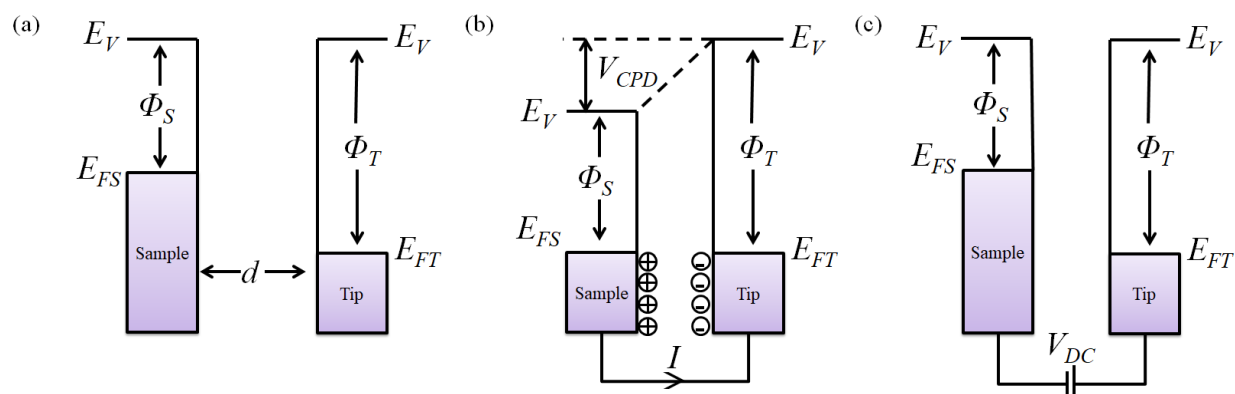 (a)
E_V
E_V
Φ_S
Φ_T
E_FS
Sample
d
E_FT
Tip
(b)
E_V
V_CPD
E_V
Φ_S
Φ_T
E_FS
E_FT
Sample
⊕
⊕
⊕
⊕
⊖
⊖
⊖
⊖
Tip
I
(c)
E_V
E_V
Φ_S
Φ_T
E_FS
Sample
E_FT
Tip
V_DC